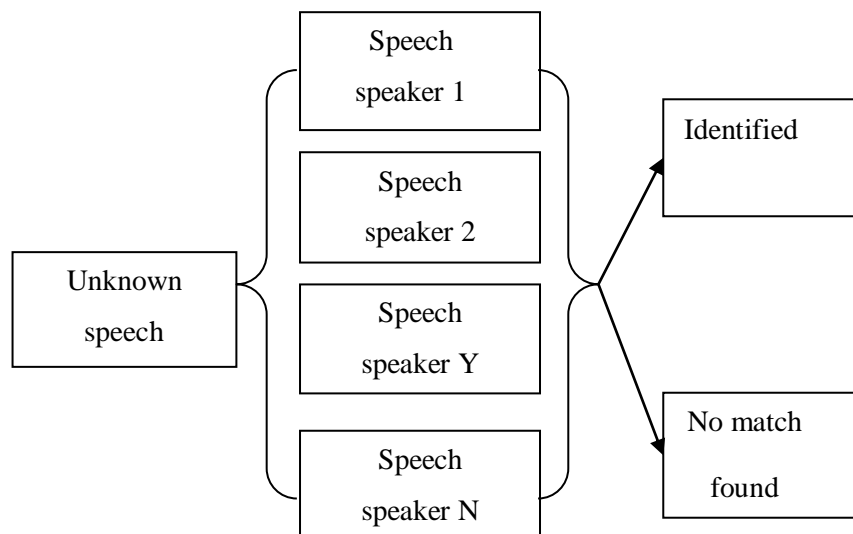 Unknown
speech
Speech
speaker 1
Speech
speaker 2
Speech
speaker Y
Speech
speaker N
Identified
No match
found